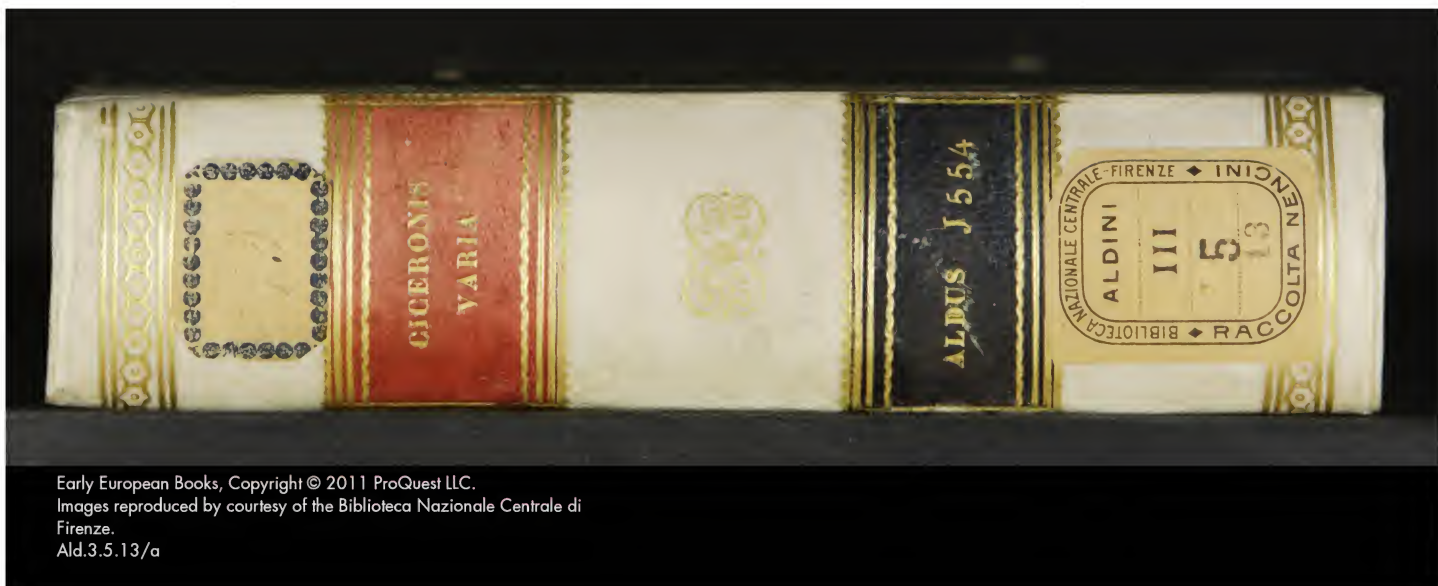 CICERONIS
VARIA
ALDUS 1554
BIBLIOTECA NAZIONALE CENTRALE-FIRENZE ◆ RACCOLTA NENCINI ◆
ALDINI
III
5
13
Early European Books, Copyright © 2011 ProQuest LLC.
Images reproduced by courtesy of the Biblioteca Nazionale Centrale di
Firenze.
Ald.3.5.13/a